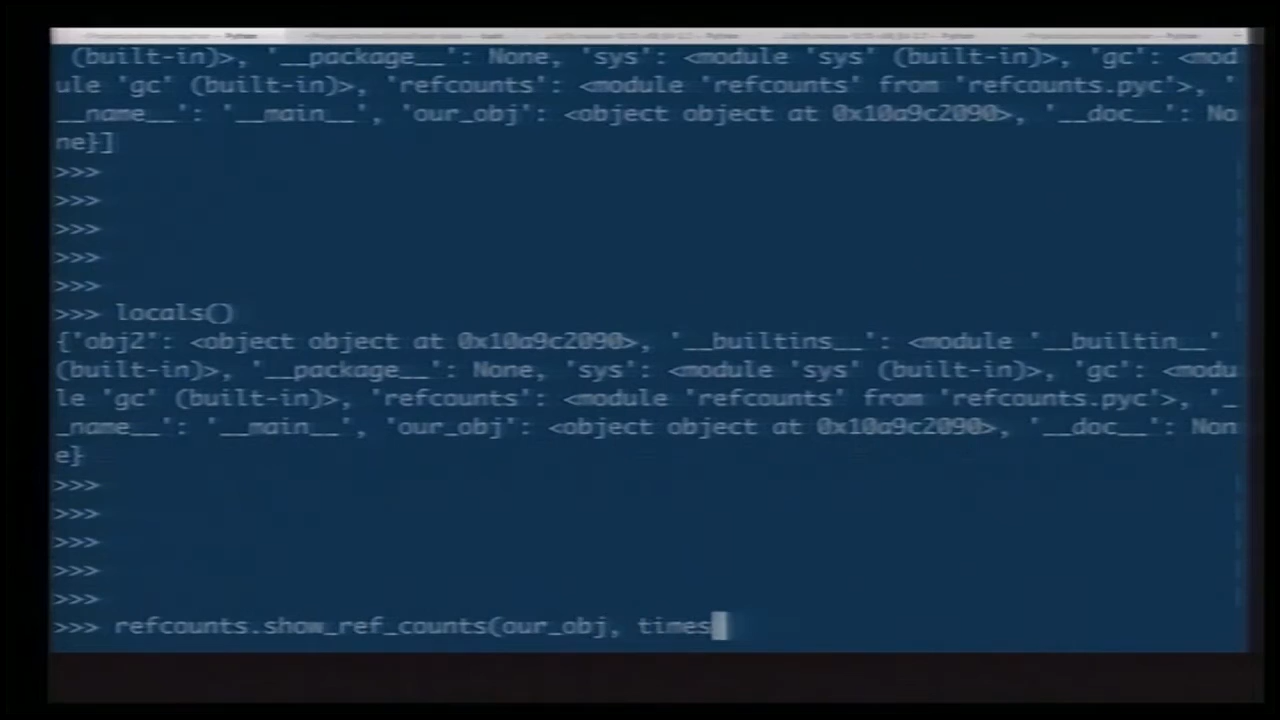 (built-in)>, '__package__': None, 'sys': <module 'sys' (built-in)>, 'gc': <mod
ule 'gc' (built-in)>, 'refcounts': <module 'refcounts' from 'refcounts.pyc'>, '
__name__': '__main__', 'our_obj': <object object at 0x10a9c2090>, '__doc__': No
ne}]
>>>
>>>
>>>
>>>
>>>
>>> locals()
{'obj2': <object object at 0x10a9c2090>, '__builtins__': <module '__builtin__'
(built-in)>, '__package__': None, 'sys': <module 'sys' (built-in)>, 'gc': <modu
le 'gc' (built-in)>, 'refcounts': <module 'refcounts' from 'refcounts.pyc'>, '_
_name__': '__main__', 'our_obj': <object object at 0x10a9c2090>, '__doc__': Non
e}
>>>
>>>
>>>
>>>
>>>
>>> refcounts.show_ref_counts(our_obj, times